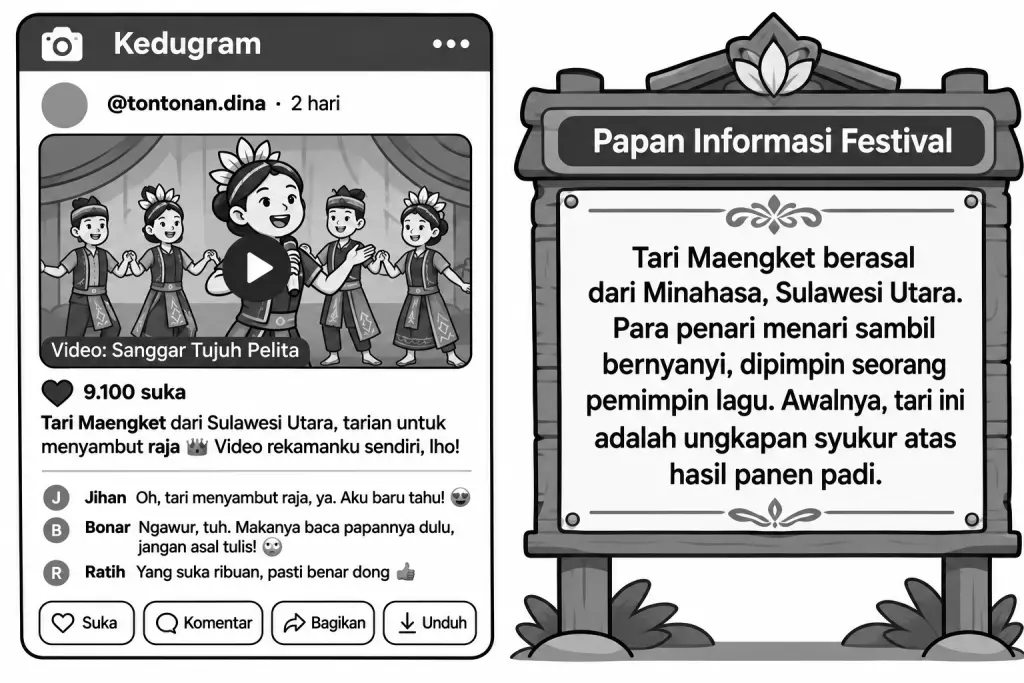 Kedugram
@tontonan.dina · 2 hari
Video: Sanggar Tujuh Pelita
9.100 suka
Tari Maengket dari Sulawesi Utara, tarian untuk
menyambut raja 👑 Video rekamanku sendiri, lho!
J Jihan Oh, tari menyambut raja, ya. Aku baru tahu! 😍
B Bonar Ngawur, tuh. Makanya baca papannya dulu,
jangan asal tulis! 🙄
R Ratih Yang suka ribuan, pasti benar dong 👍
Suka
Komentar
Bagikan
Unduh
Papan Informasi Festival
Tari Maengket berasal
dari Minahasa, Sulawesi Utara.
Para penari menari sambil
bernyanyi, dipimpin seorang
pemimpin lagu. Awalnya, tari ini
adalah ungkapan syukur atas
hasil panen padi.